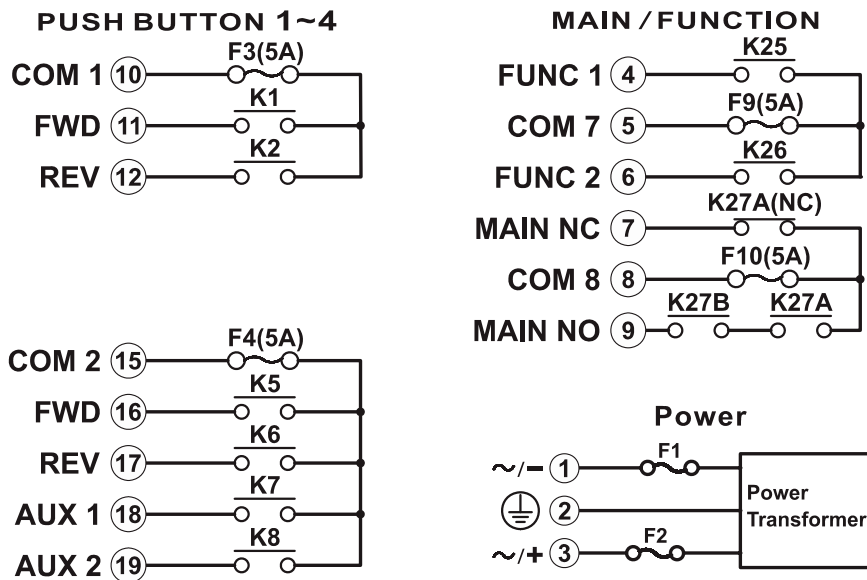 PUSH BUTTON 1~4
F3(5A)
COM 1 10
K1
FWD 11
K2
REV 12
F4(5A)
COM 2 15
K5
FWD 16
K6
REV 17
K7
AUX 1 18
K8
AUX 2 19
MAIN / FUNCTION
K25
FUNC 1 4
F9(5A)
COM 7 5
K26
FUNC 2 6
K27A(NC)
MAIN NC 7
F10(5A)
COM 8 8
K27B K27A
MAIN NO 9
Power
F1
~/- 1
2
F2
~/+ 3
Power
Transformer